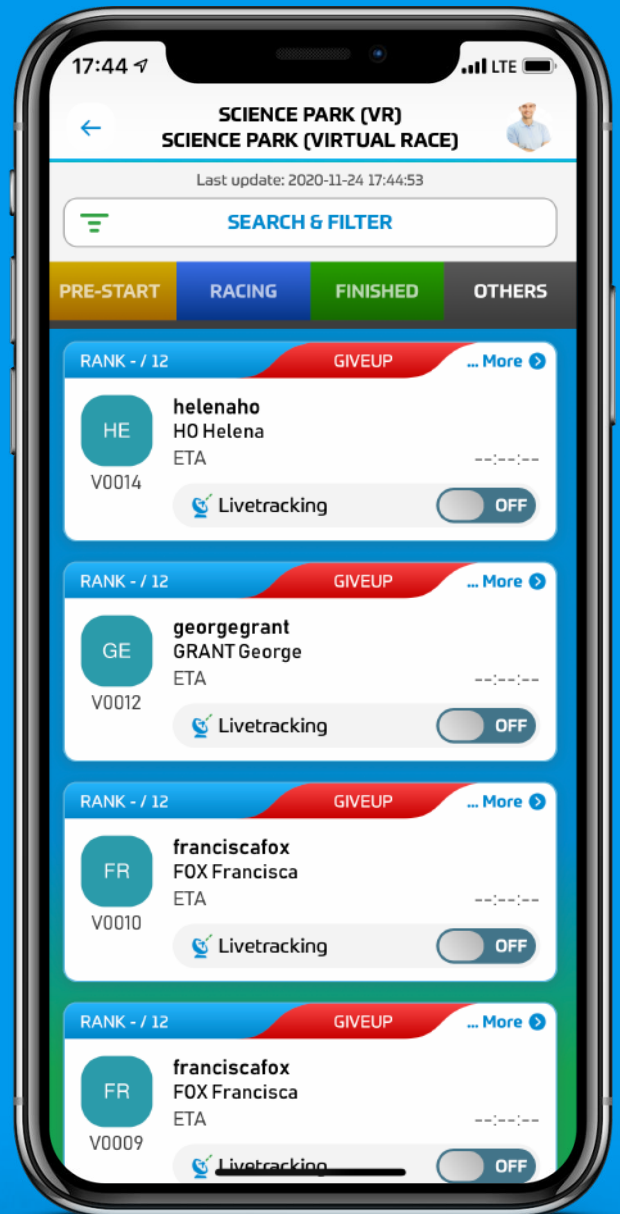 17:44 LTE
SCIENCE PARK (VR)
SCIENCE PARK (VIRTUAL RACE)
Last update: 2020-11-24 17:44:53
SEARCH & FILTER
PRE-START RACING FINISHED OTHERS
RANK - / 12 GIVEUP ... More
HE
V0014
helenaho
HO Helena
ETA --:--:--
Livetracking OFF
RANK - / 12 GIVEUP ... More
GE
V0012
georgegrant
GRANT George
ETA --:--:--
Livetracking OFF
RANK - / 12 GIVEUP ... More
FR
V0010
franciscafox
FOX Francisca
ETA --:--:--
Livetracking OFF
RANK - / 12 GIVEUP ... More
FR
V0009
franciscafox
FOX Francisca
ETA --:--:--
Livetracking OFF